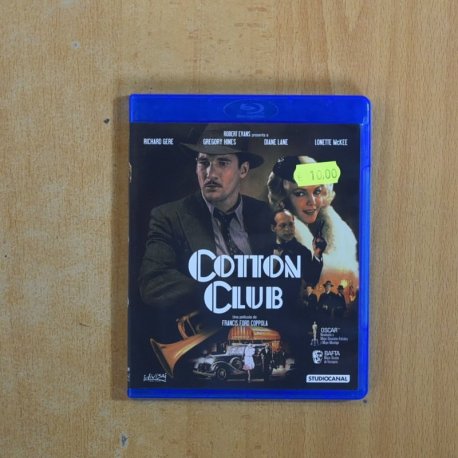 ROBERT EVANS presenta a
RICHARD GERE GREGORY HINES DIANE LANE LONETTE McKEE
10,00
COTTON
CLUB
Una película de
FRANCIS FORD COPPOLA
OSCAR
BAFTA
DIVISA
STUDIOCANAL